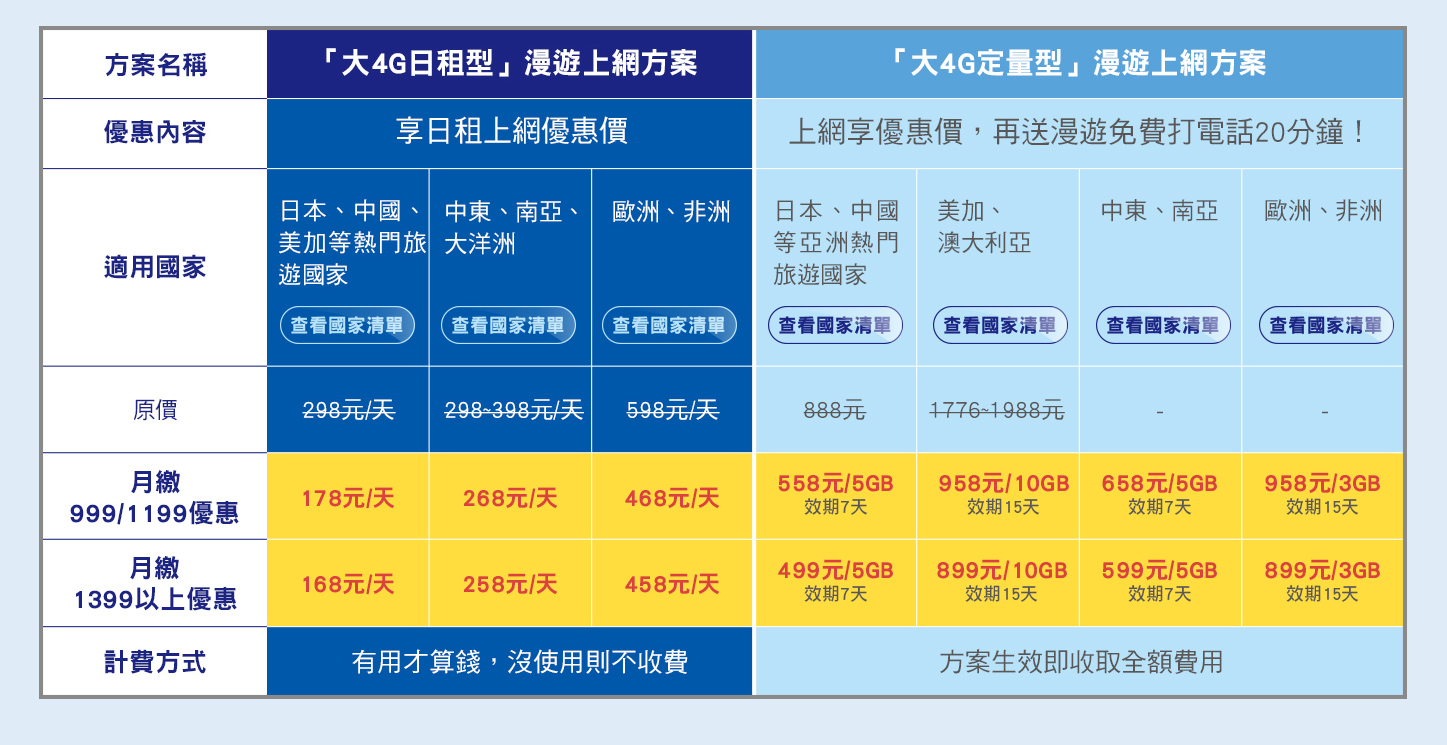 方案名稱
「大4G日租型」漫遊上網方案
「大4G定量型」漫遊上網方案
優惠內容
享日租上網優惠價
上網享優惠價，再送漫遊免費打電話20分鐘！
適用國家
日本、中國、
美加等熱門旅
遊國家
查看國家清單
中東、南亞、
大洋洲
查看國家清單
歐洲、非洲
查看國家清單
日本、中國
等亞洲熱門
旅遊國家
查看國家清單
美加、
澳大利亞
查看國家清單
中東、南亞
查看國家清單
歐洲、非洲
查看國家清單
原價
298元/天
298~398元/天
598元/天
888元
1776~1988元
-
-
月繳
999/1199優惠
178元/天
268元/天
468元/天
558元/5GB
效期7天
958元/10GB
效期15天
658元/5GB
效期7天
958元/3GB
效期15天
月繳
1399以上優惠
168元/天
258元/天
458元/天
499元/5GB
效期7天
899元/10GB
效期15天
599元/5GB
效期7天
899元/3GB
效期15天
計費方式
有用才算錢，沒使用則不收費
方案生效即收取全額費用